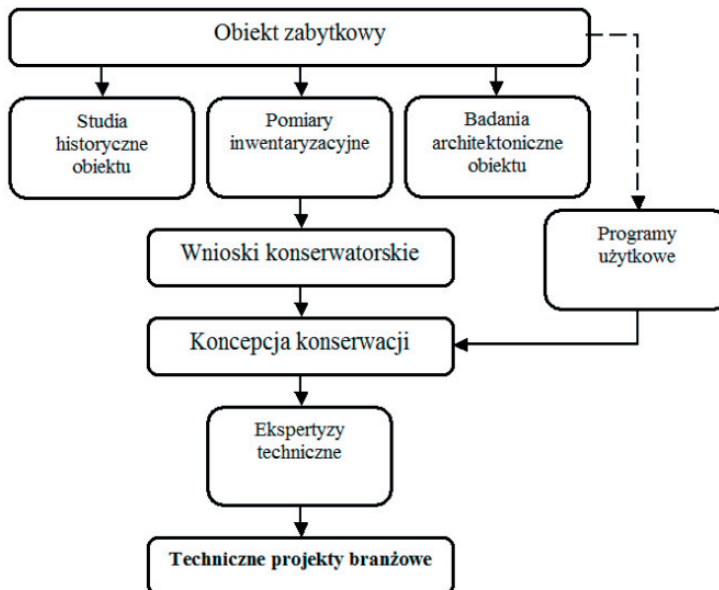 Obiekt zabytkowy
Studia
historyczne
obiektu
Pomiary
inwentaryzacyjne
Badania
architektoniczne
obiektu
Wnioski konserwatorskie
Programy
użytkowe
Koncepcja konserwacji
Ekspertyzy
techniczne
Techniczne projekty branżowe